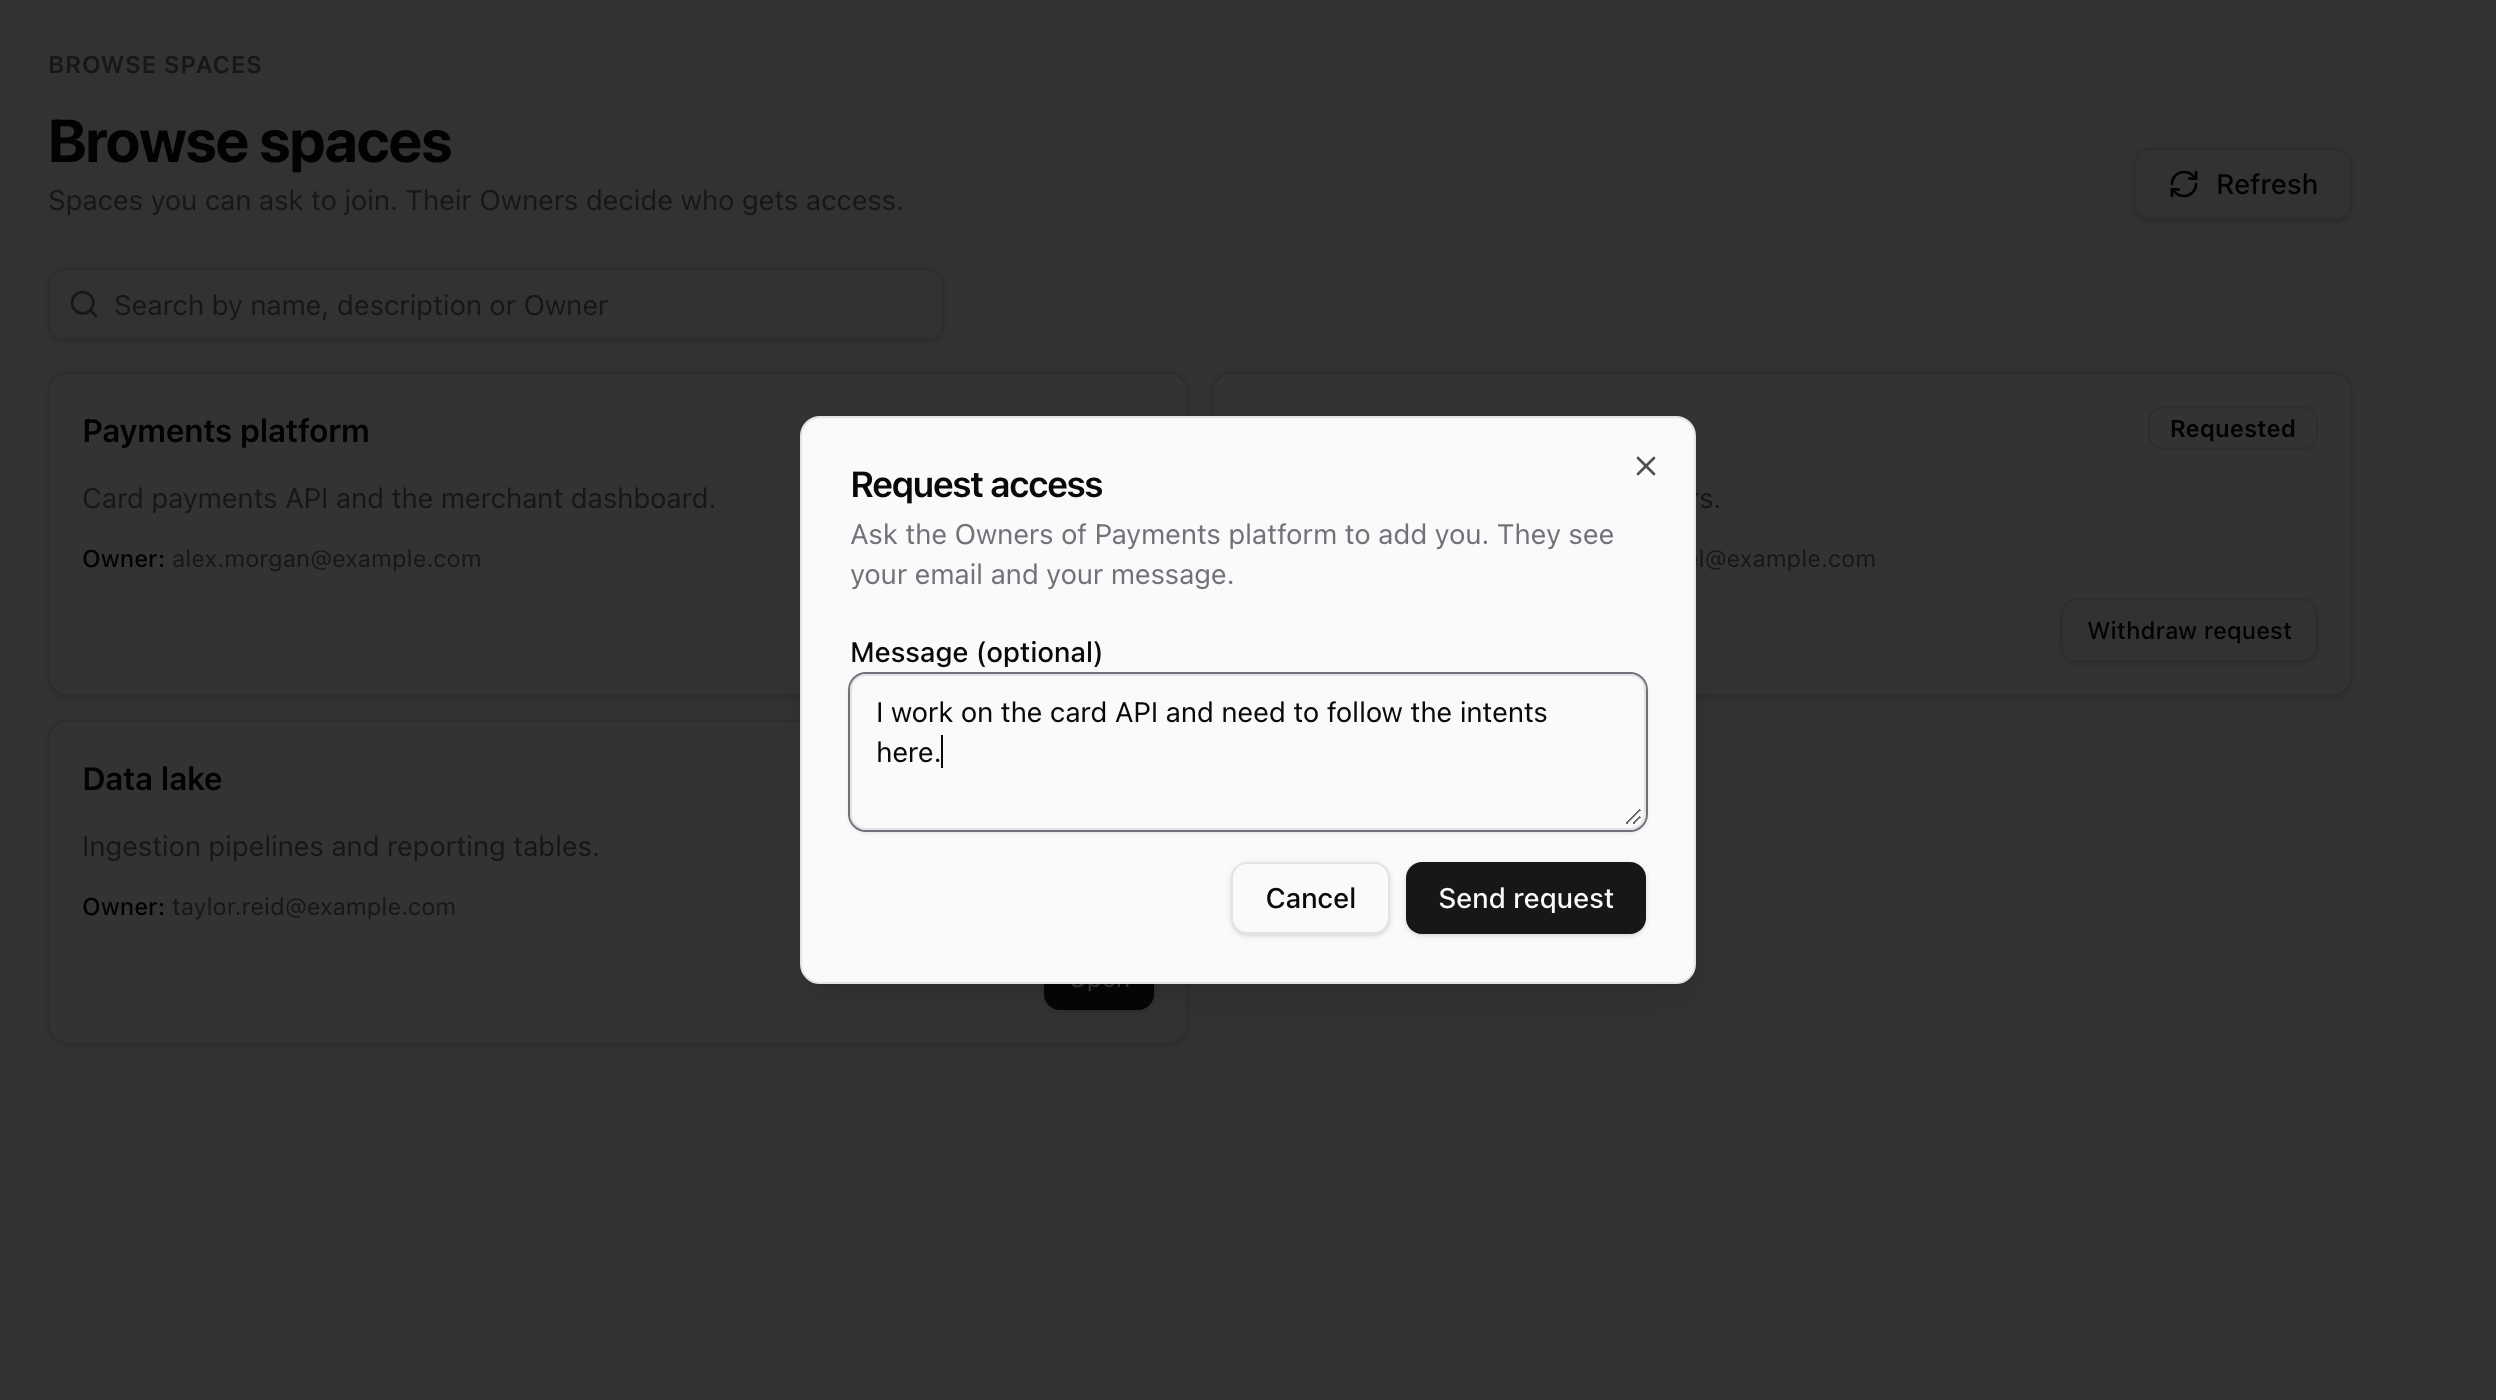 BROWSE SPACES
Browse spaces
Spaces you can ask to join. Their Owners decide who gets access.
Refresh
Search by name, description or Owner
Payments platform
Card payments API and the merchant dashboard.
Owner: alex.morgan@example.com
Requested
@example.com
Withdraw request
Data lake
Ingestion pipelines and reporting tables.
Owner: taylor.reid@example.com
Request access
Ask the Owners of Payments platform to add you. They see
your email and your message.
Message (optional)
I work on the card API and need to follow the intents
here.
Cancel
Send request